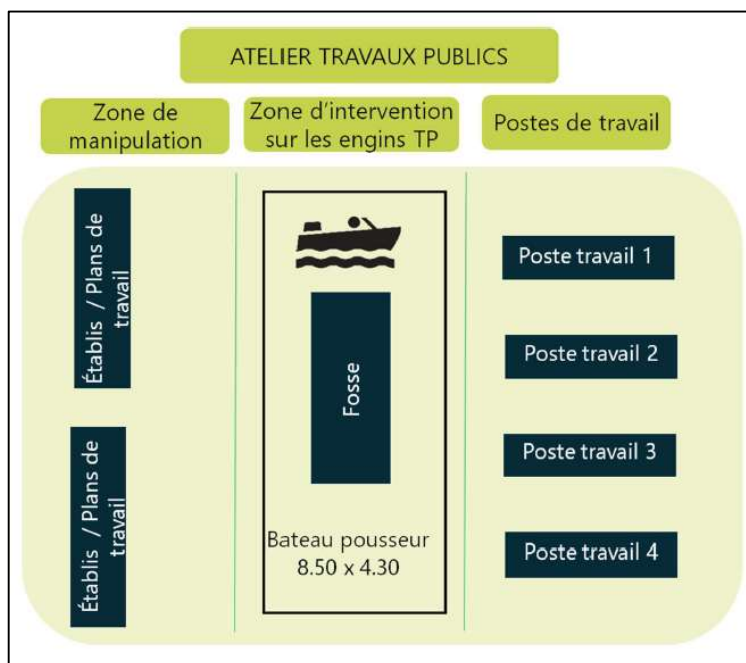 ATELIER TRAVAUX PUBLICS
Zone de
manipulation
Zone d'intervention
sur les engins TP
Postes de travail
Établis / Plans de
travail
Établis / Plans de
travail
Fosse
Bateau pousseur
8.50 x 4.30
Poste travail 1
Poste travail 2
Poste travail 3
Poste travail 4